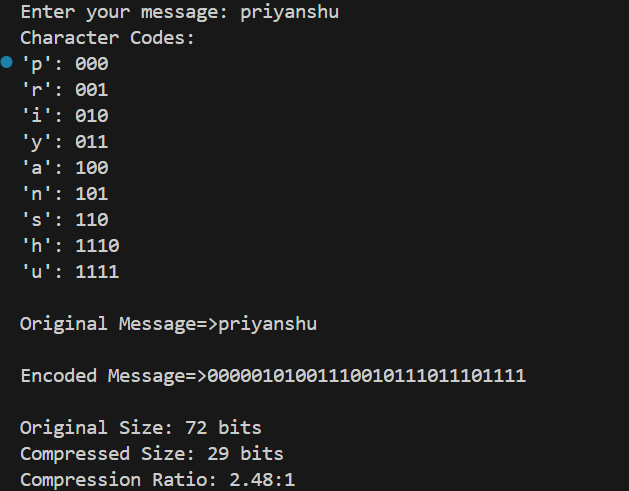 Enter your message: priyanshu
Character Codes:
'p': 000
'r': 001
'i': 010
'y': 011
'a': 100
'n': 101
's': 110
'h': 1110
'u': 1111
Original Message=>priyanshu
Encoded Message=>00000101001110010111011101111
Original Size: 72 bits
Compressed Size: 29 bits
Compression Ratio: 2.48:1